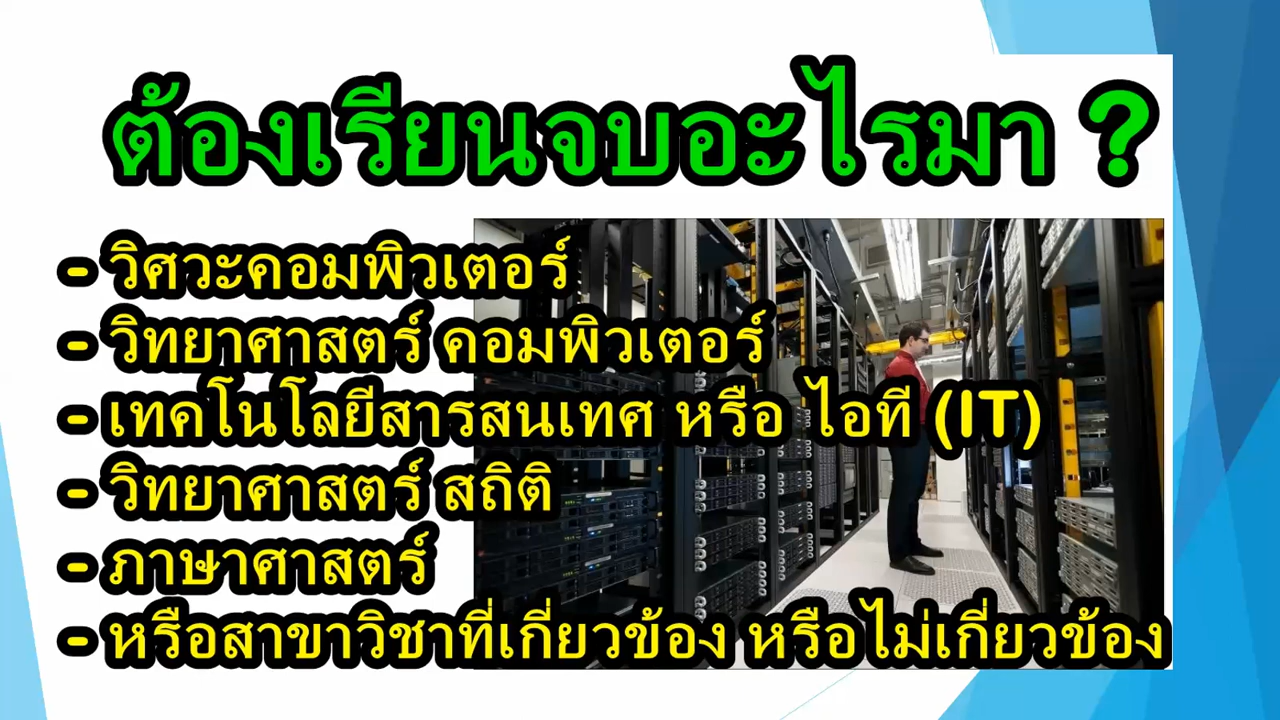 ต้องเรียนจบอะไรมา ?
- วิศวะคอมพิวเตอร์
- วิทยาศาสตร์ คอมพิวเตอร์
- เทคโนโลยีสารสนเทศ หรือ ไอที (IT)
- วิทยาศาสตร์ สถิติ
- ภาษาศาสตร์
- หรือสาขาวิชาที่เกี่ยวข้อง หรือไม่เกี่ยวข้อง